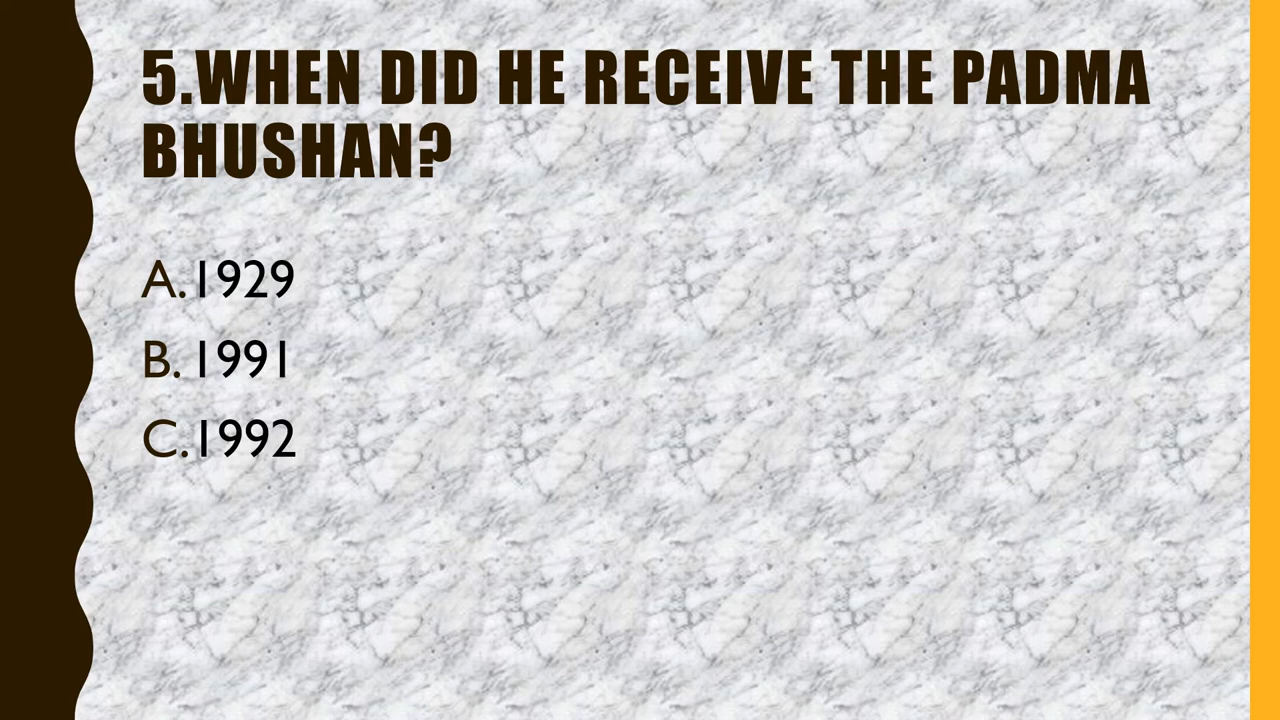 5.WHEN DID HE RECEIVE THE PADMA
BHUSHAN?
A.1929
B. 1991
C.1992